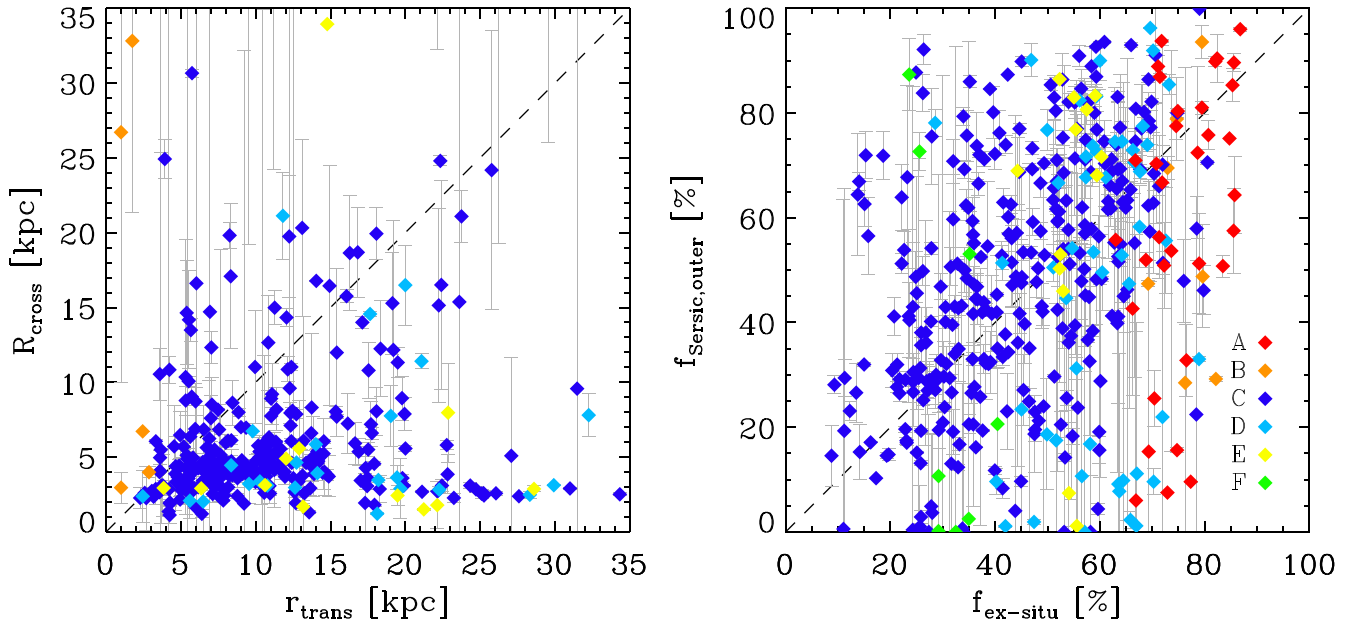 35
30
25
20
15
10
5
0
R_cross [kpc]
0 5 10 15 20 25 30 35
r_trans [kpc]
100
80
60
40
20
0
f_Sersic,outer [%]
0 20 40 60 80 100
f_ex-situ [%]
A
B
C
D
E
F